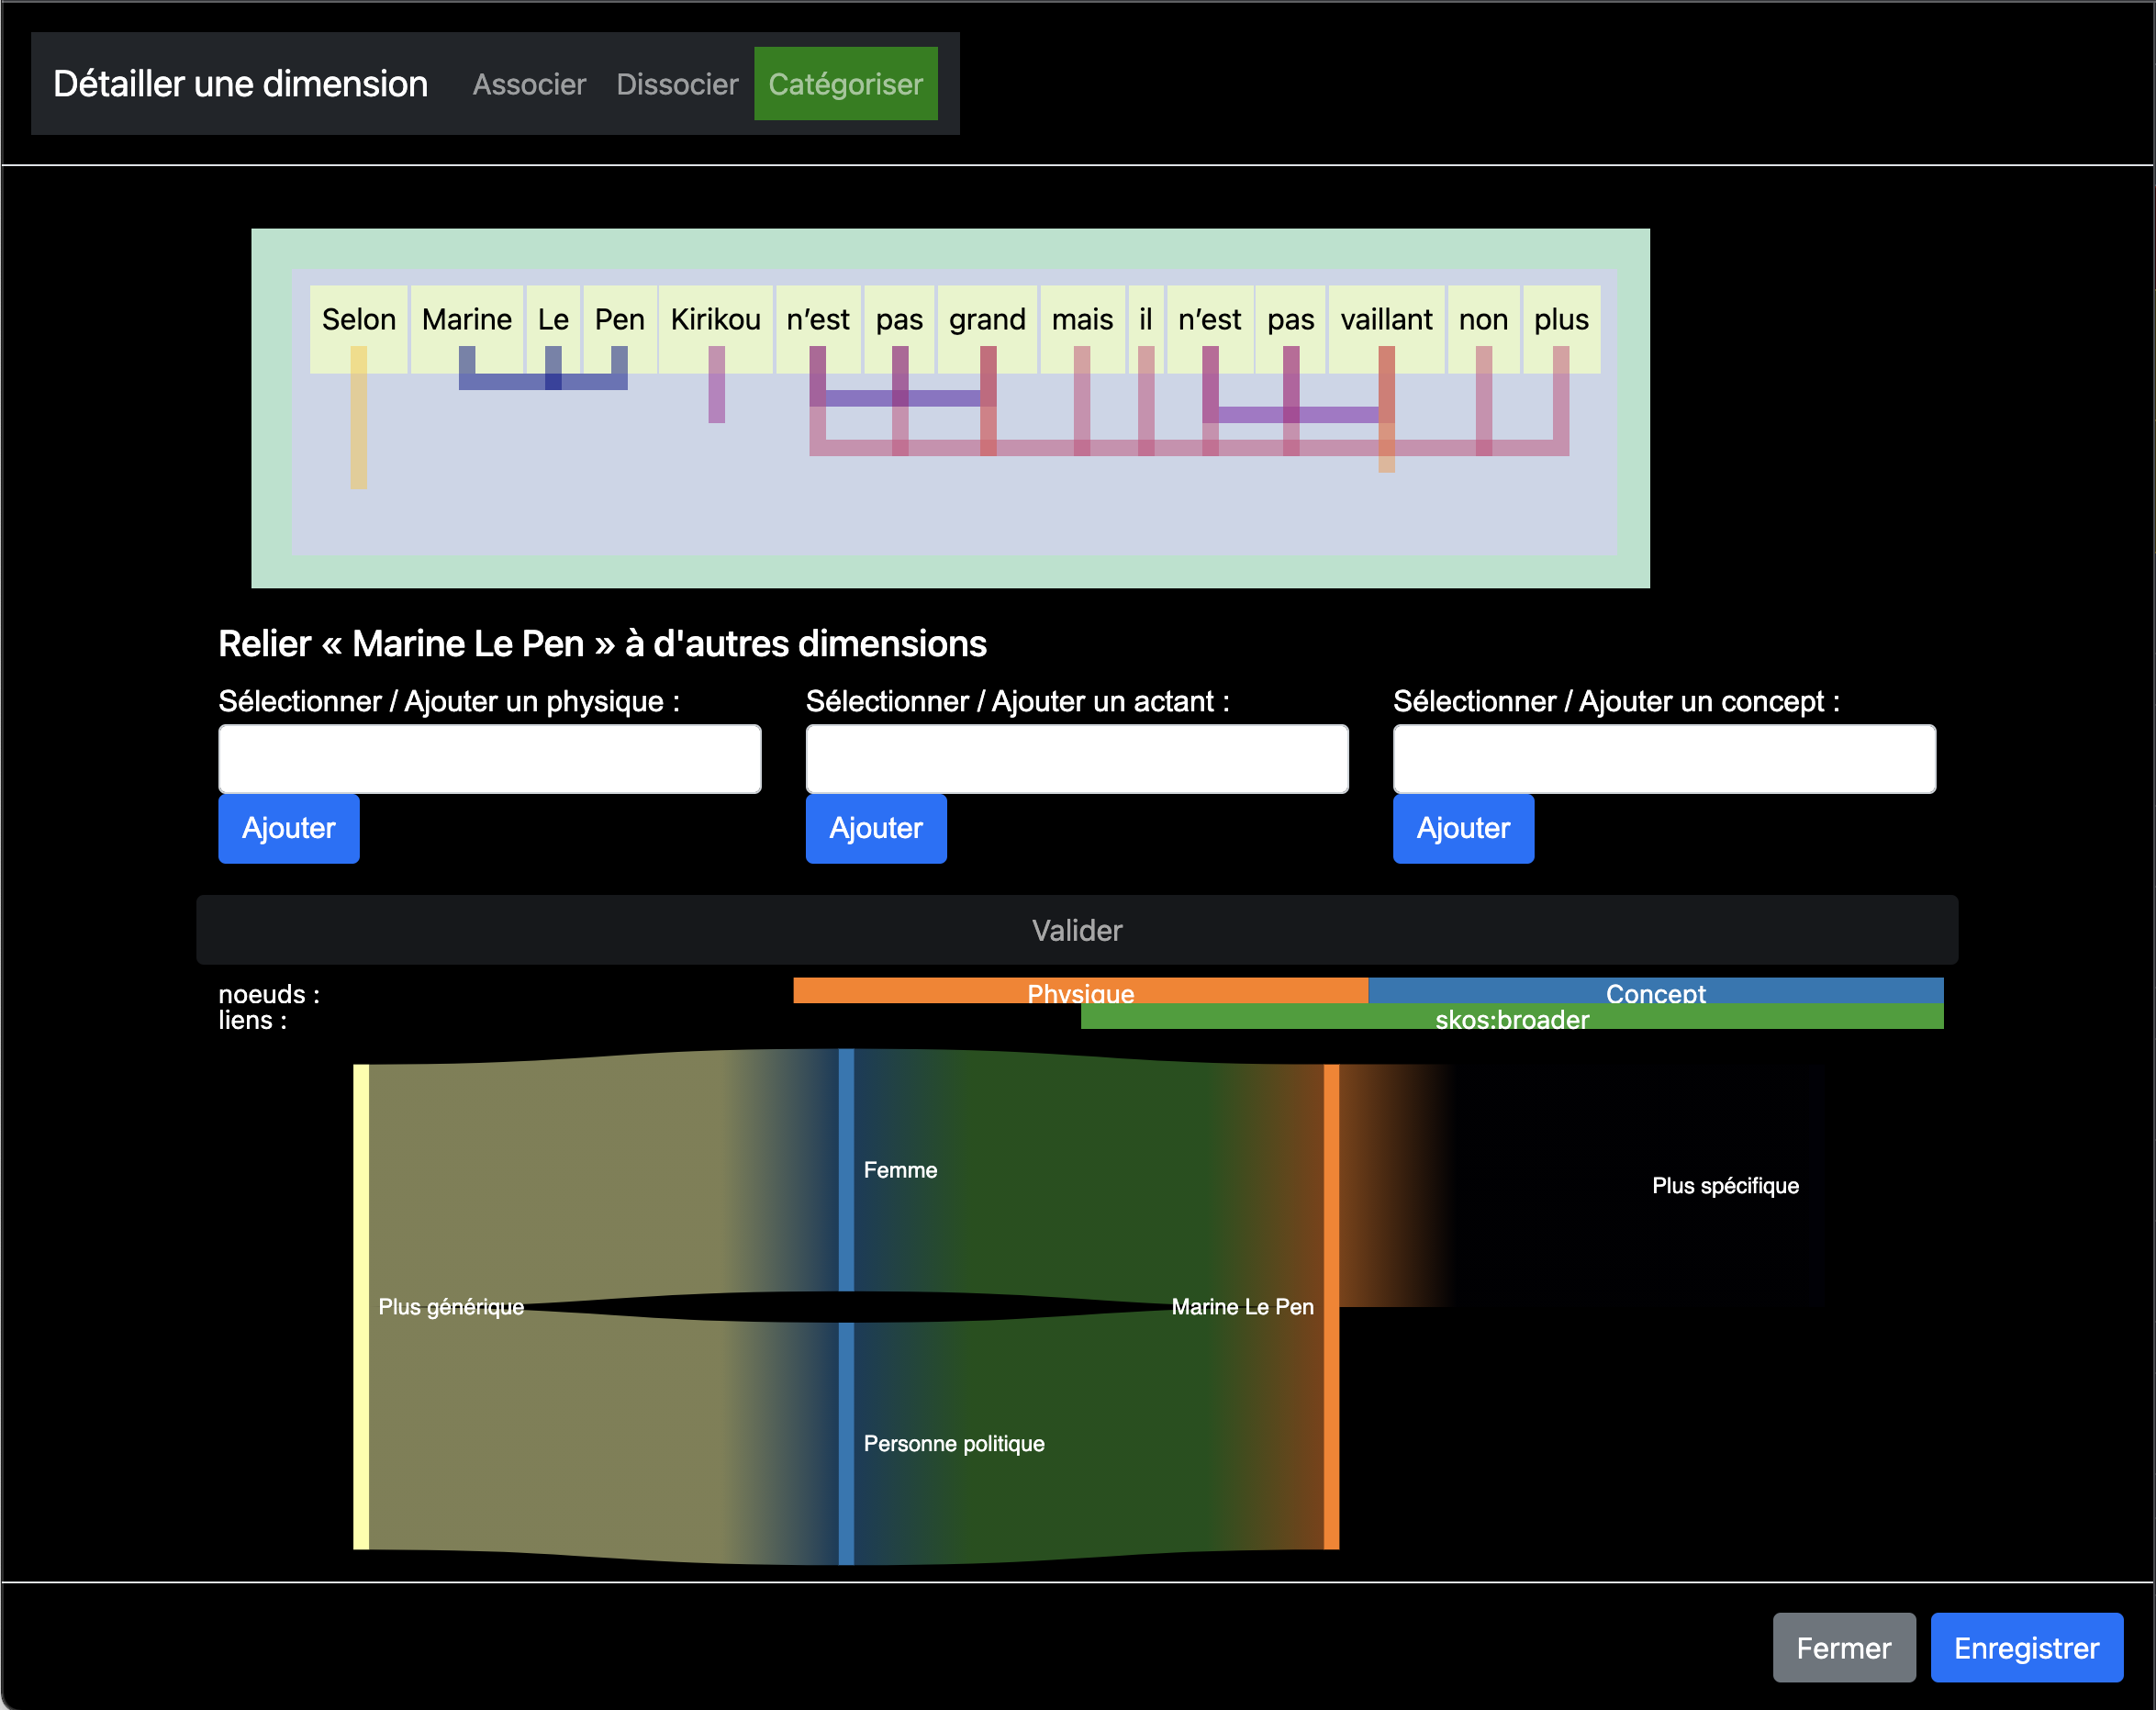 Détailler une dimension Associer Dissocier Catégoriser
Selon Marine Le Pen Kirikou n’est pas grand mais il n’est pas vaillant non plus
Relier « Marine Le Pen » à d'autres dimensions
Sélectionner / Ajouter un physique : Sélectionner / Ajouter un actant : Sélectionner / Ajouter un concept :
Ajouter Ajouter Ajouter
Valider
noeuds : Physique Concept
liens : skos:broader
Femme
Plus spécifique
Plus générique Marine Le Pen
Personne politique
Fermer Enregistrer